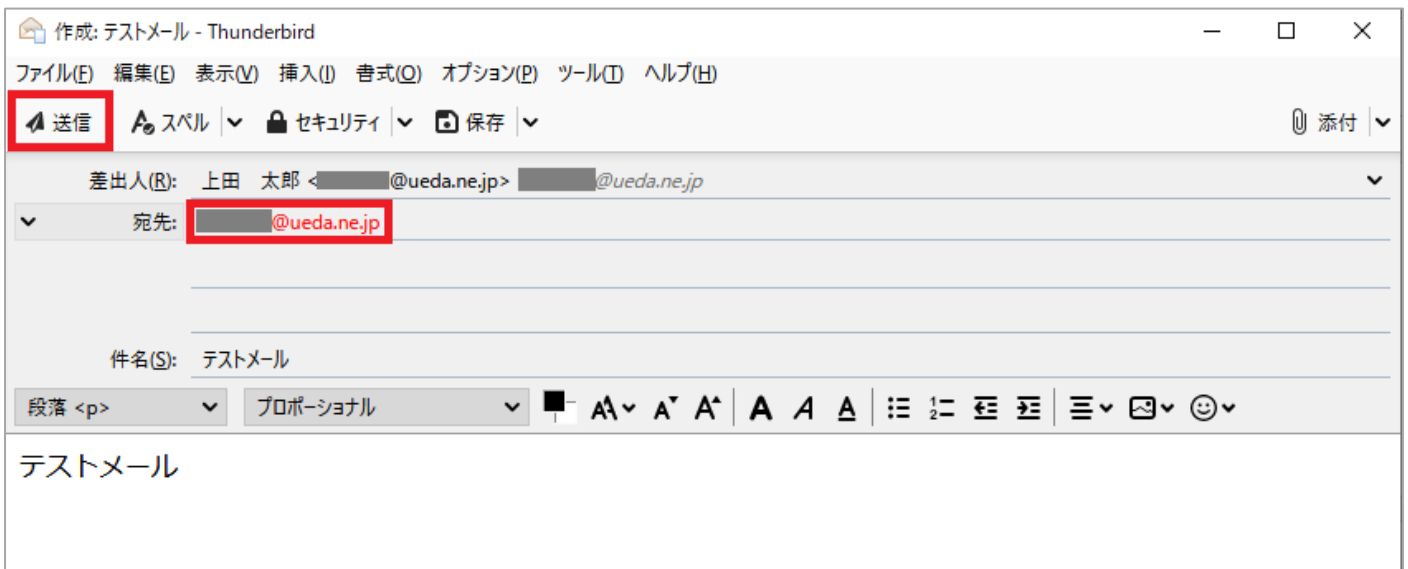 作成: テストメール - Thunderbird
ファイル(F) 編集(E) 表示(V) 挿入(I) 書式(O) オプション(P) ツール(T) ヘルプ(H)
送信 スペル セキュリティ 保存 添付
差出人(R): 上田　太郎 < @ueda.ne.jp> @ueda.ne.jp
宛先: @ueda.ne.jp
件名(S): テストメール
段落 <p> プロポーショナル
テストメール